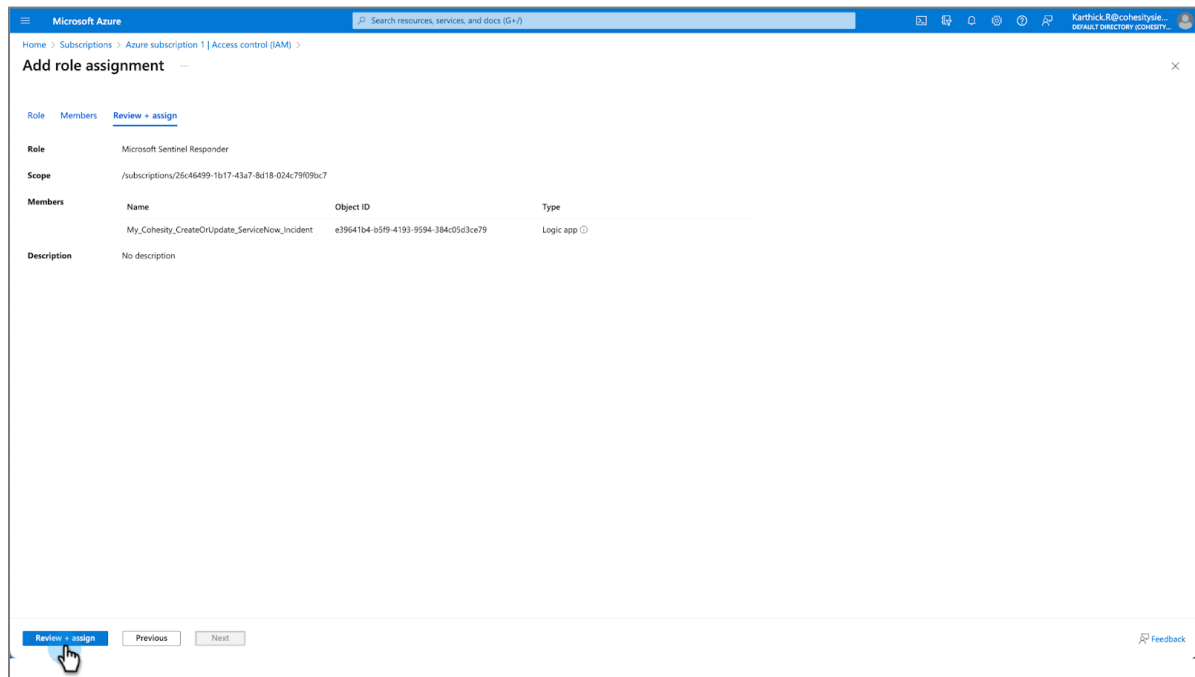 Microsoft Azure
Search resources, services, and docs (G+/)
Karthick.R@cohesitysie...
DEFAULT DIRECTORY (COHESITY...
Home > Subscriptions > Azure subscription 1 | Access control (IAM) >
Add role assignment ...
Role Members Review + assign
Role Microsoft Sentinel Responder
Scope /subscriptions/26c46499-1b17-43a7-8d18-024c79f09bc7
Members
Name Object ID Type
My_Cohesity_CreateOrUpdate_ServiceNow_Incident e39641b4-b5f9-4193-9594-384c05d3ce79 Logic app
Description No description
Review + assign Previous Next
Feedback